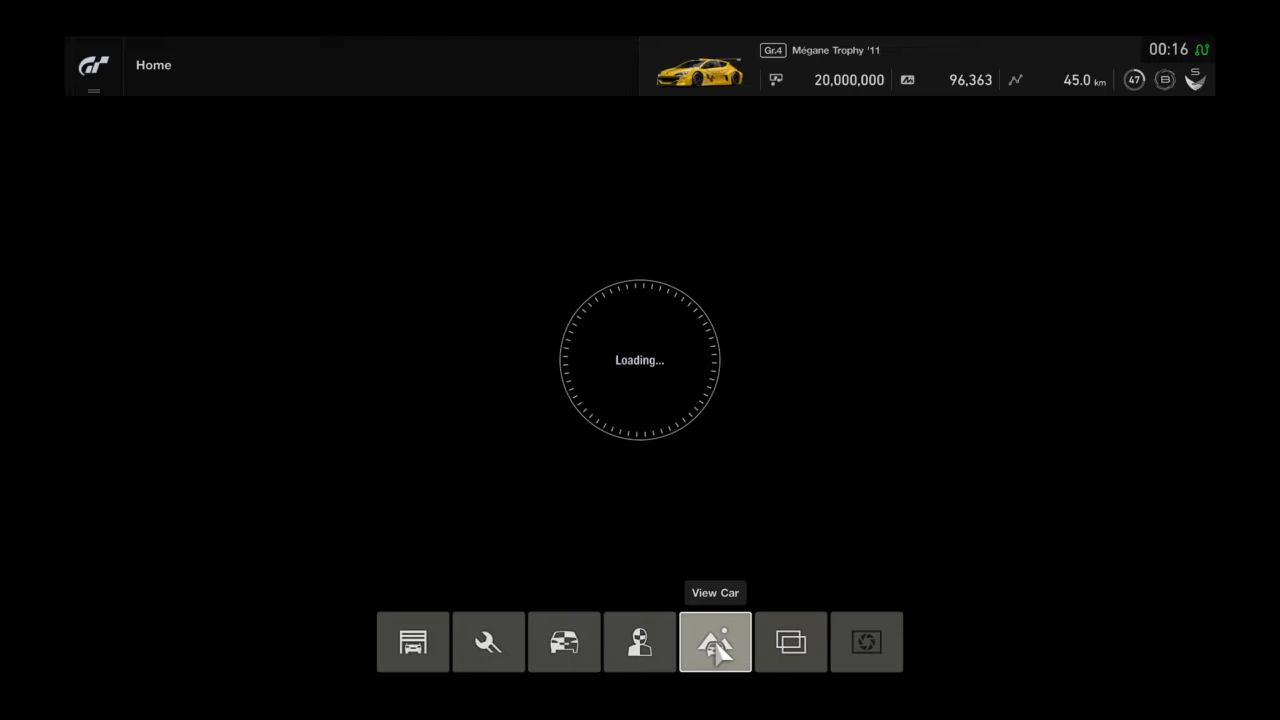 GT
Home
Gr.4 Mégane Trophy '11
00:16
20,000,000
96,363
45.0 km
47
B
S
Loading...
View Car